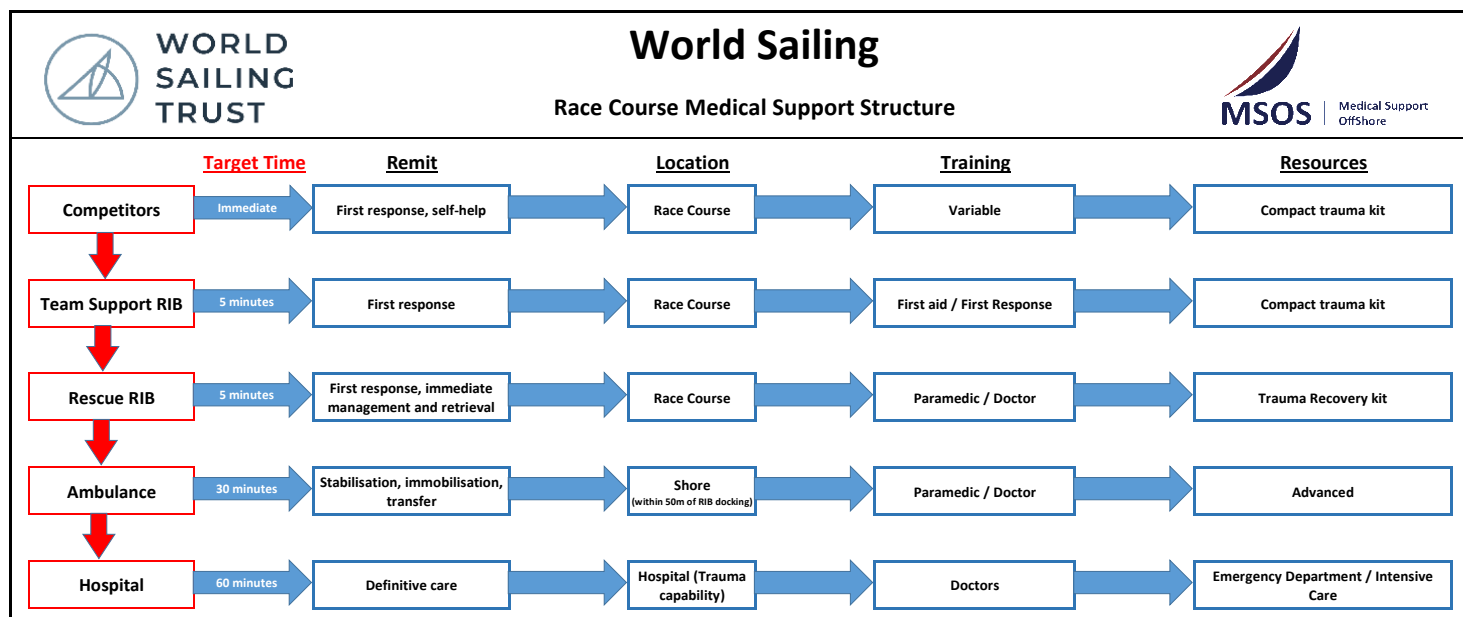 WORLD
SAILING
TRUST
World Sailing
Race Course Medical Support Structure
MSOS
Medical Support
OffShore
Target Time
Remit
Location
Training
Resources
Competitors
Immediate
First response, self-help
Race Course
Variable
Compact trauma kit
Team Support RIB
5 minutes
First response
Race Course
First aid / First Response
Compact trauma kit
Rescue RIB
5 minutes
First response, immediate
management and retrieval
Race Course
Paramedic / Doctor
Trauma Recovery kit
Ambulance
30 minutes
Stabilisation, immobilisation,
transfer
Shore
(within 50m of RIB docking)
Paramedic / Doctor
Advanced
Hospital
60 minutes
Definitive care
Hospital (Trauma
capability)
Doctors
Emergency Department / Intensive
Care